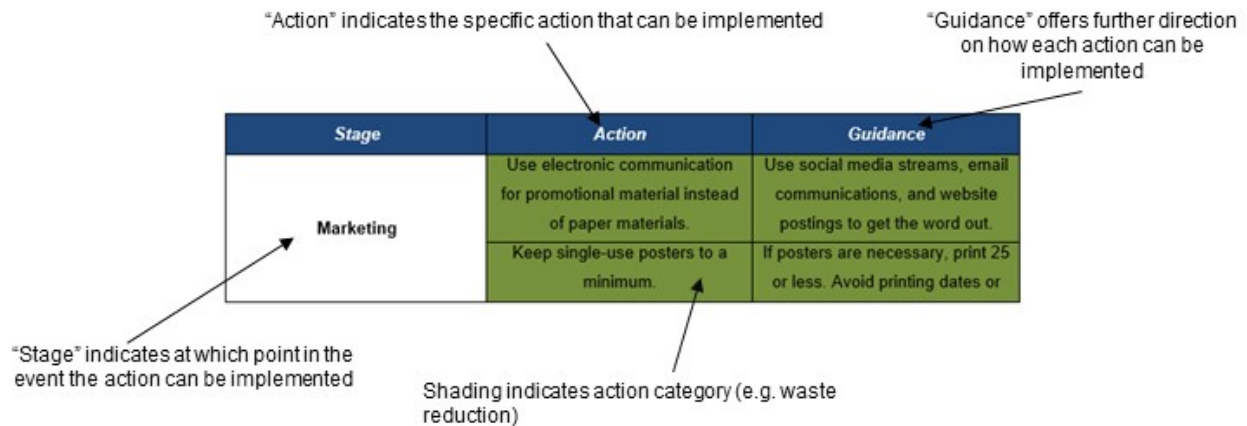 “Action” indicates the specific action that can be implemented
“Guidance” offers further direction
on how each action can be
implemented
Stage
Action
Guidance
Marketing
Use electronic communication
for promotional material instead
of paper materials.
Use social media streams, email
communications, and website
postings to get the word out.
Keep single-use posters to a
minimum.
If posters are necessary, print 25
or less. Avoid printing dates or
“Stage” indicates at which point in the
event the action can be implemented
Shading indicates action category (e.g. waste
reduction)